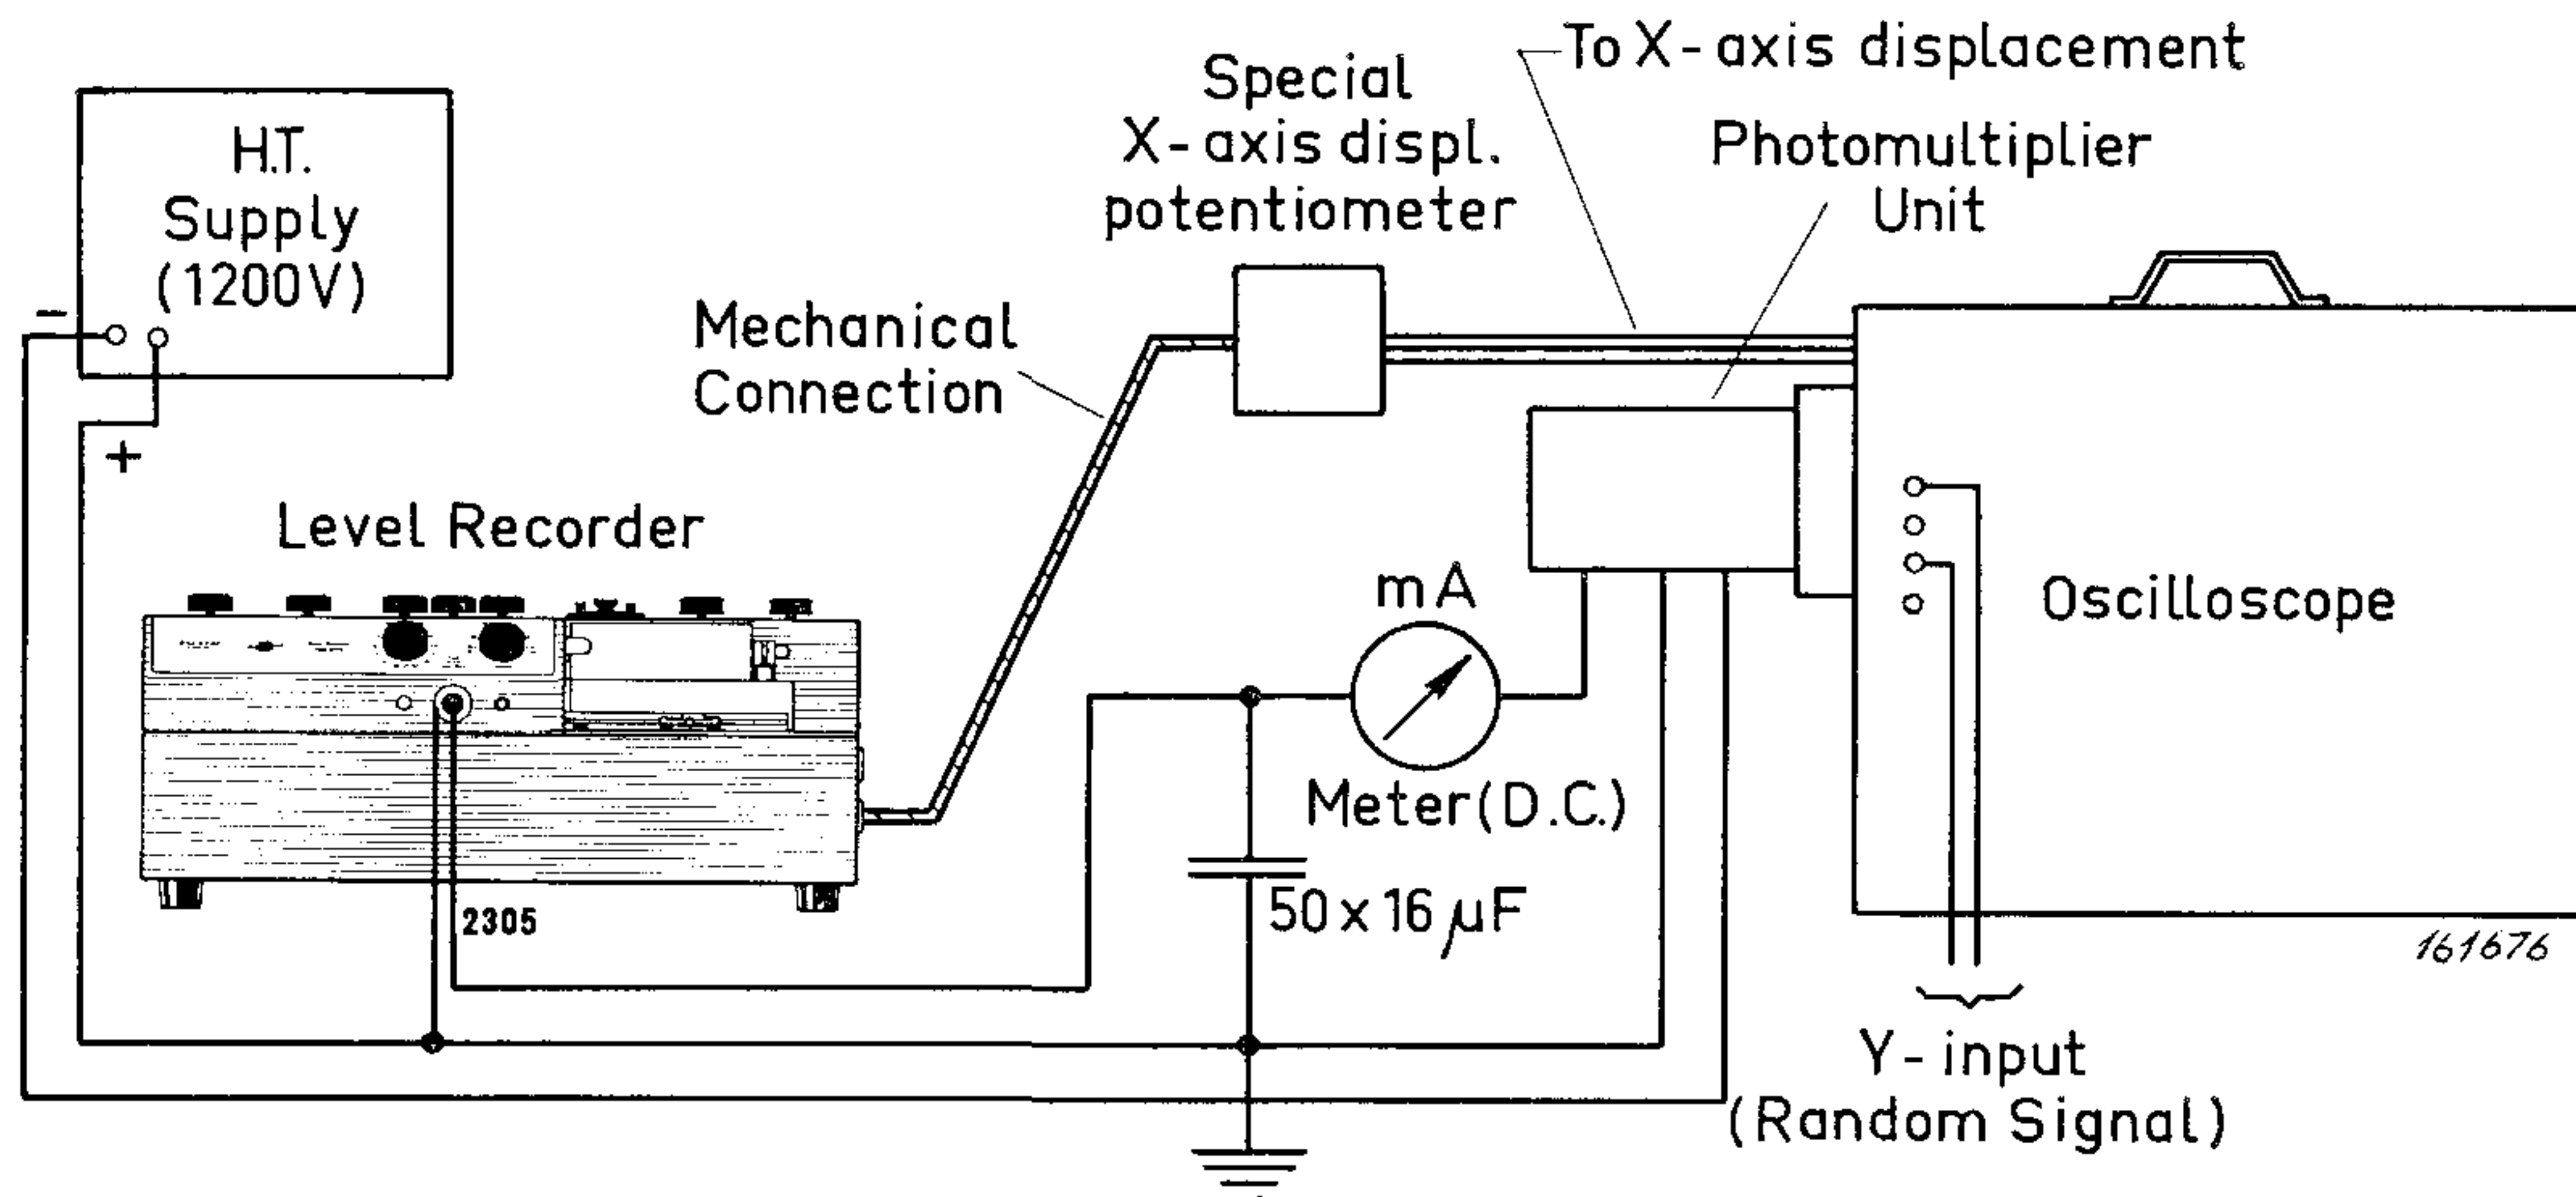 To X-axis displacement
Special
X-axis displ.
potentiometer
Photomultiplier
Unit
H.T.
Supply
(1200V)
-
+
Mechanical
Connection
Level Recorder
2305
mA
Meter (D.C.)
50 x 16 µF
Oscilloscope
161676
Y-input
(Random Signal)